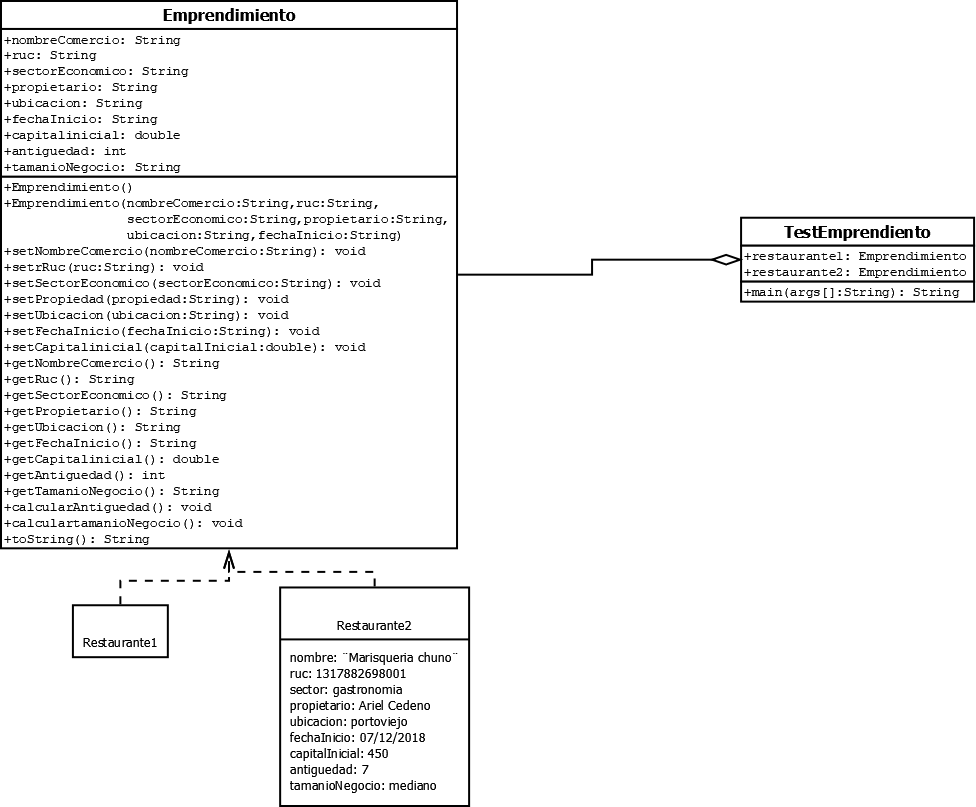 Emprendimiento
+nombreComercio: String
+ruc: String
+sectorEconomico: String
+propietario: String
+ubicacion: String
+fechaInicio: String
+capitalinicial: double
+antiguedad: int
+tamanioNegocio: String
+Emprendimiento()
+Emprendimiento(nombreComercio:String,ruc:String,
sectorEconomico:String,propietario:String,
ubicacion:String,fechaInicio:String)
+setNombreComercio(nombreComercio:String): void
+setrRuc(ruc:String): void
+setSectorEconomico(sectorEconomico:String): void
+setPropiedad(propiedad:String): void
+setUbicacion(ubicacion:String): void
+setFechaInicio(fechaInicio:String): void
+setCapitalinicial(capitalInicial:double): void
+getNombreComercio(): String
+getRuc(): String
+getSectorEconomico(): String
+getPropietario(): String
+getUbicacion(): String
+getFechaInicio(): String
+getCapitalinicial(): double
+getAntiguedad(): int
+getTamanioNegocio(): String
+calcularAntiguedad(): void
+calculartamanioNegocio(): void
+toString(): String
TestEmprendiento
+restaurante1: Emprendimiento
+restaurante2: Emprendimiento
+main(args[]:String): String
Restaurante1
Restaurante2
nombre: ¨Marisqueria chuno¨
ruc: 1317882698001
sector: gastronomia
propietario: Ariel Cedeno
ubicacion: portoviejo
fechaInicio: 07/12/2018
capitalInicial: 450
antiguedad: 7
tamanioNegocio: mediano